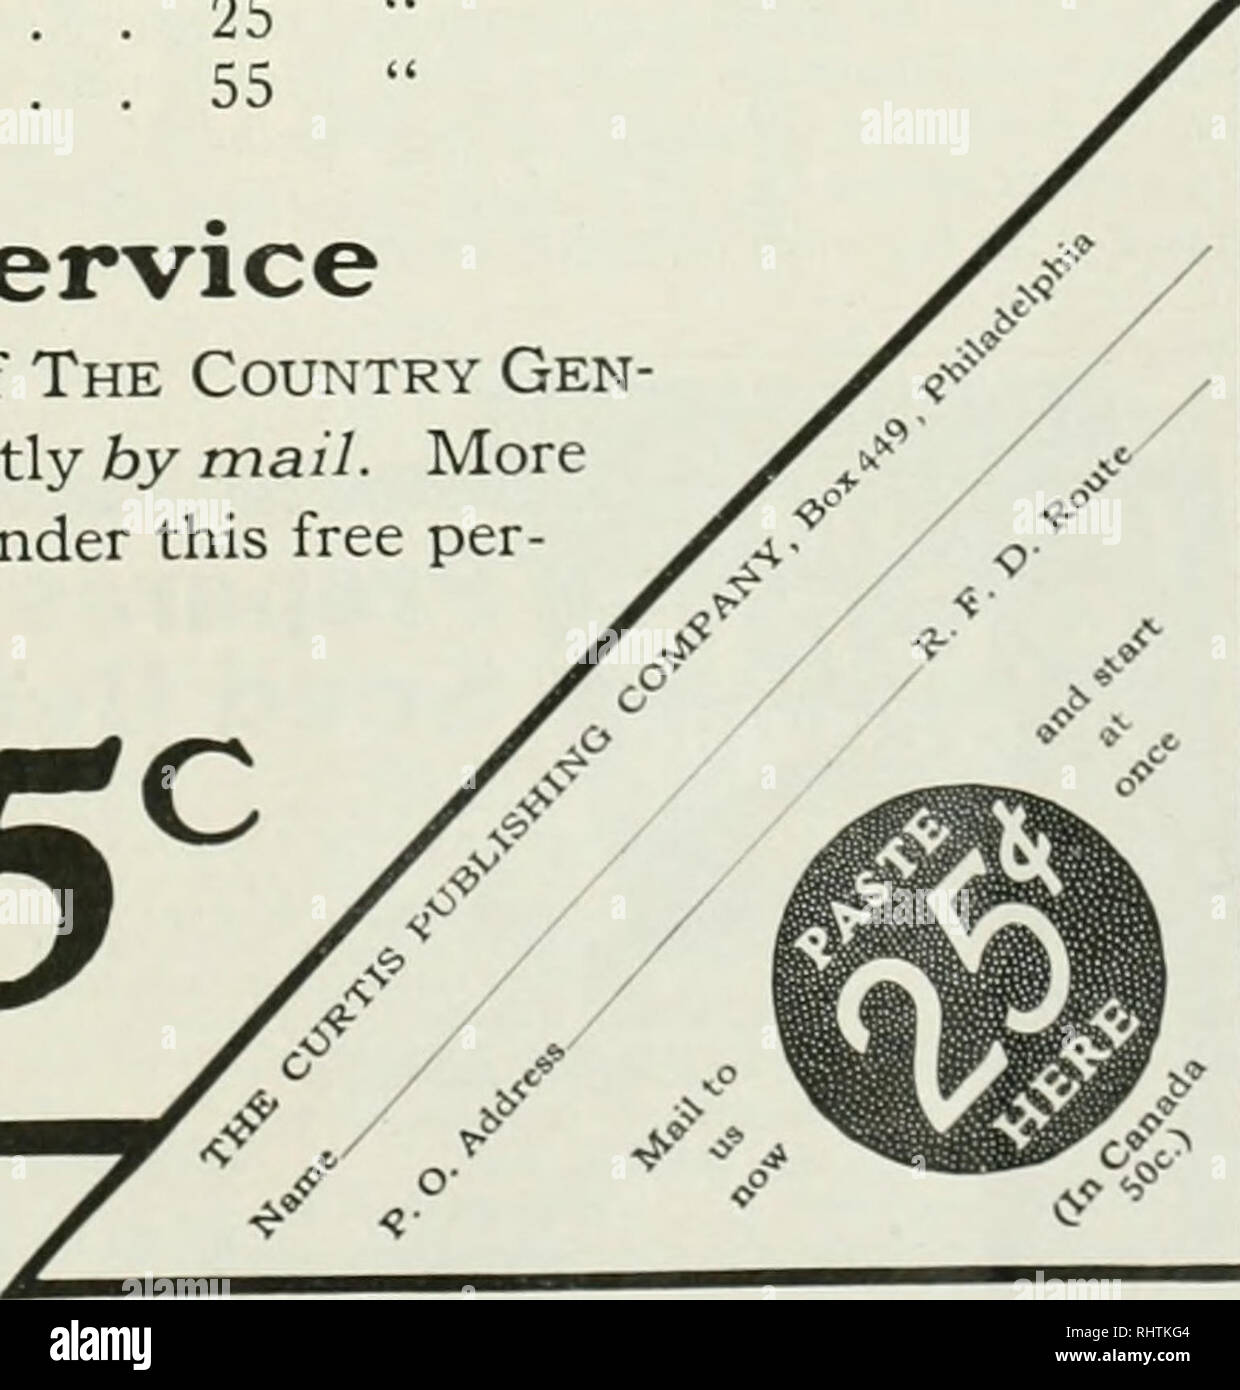 . . 25 “
. . 55 “
ervice
f THE COUNTRY GEN-
tly by mail. More
nder this free per-
5c
THE CURTIS PUBLISHING COMPANY, Box 449, Philadelphia
Name
P. O. Address R. F. D. Route
Mail to
us
now
PASTE
25¢
HERE
and start
at
once
(In Canada
50c.)
alamy
RHTKG4
www.alamy.com